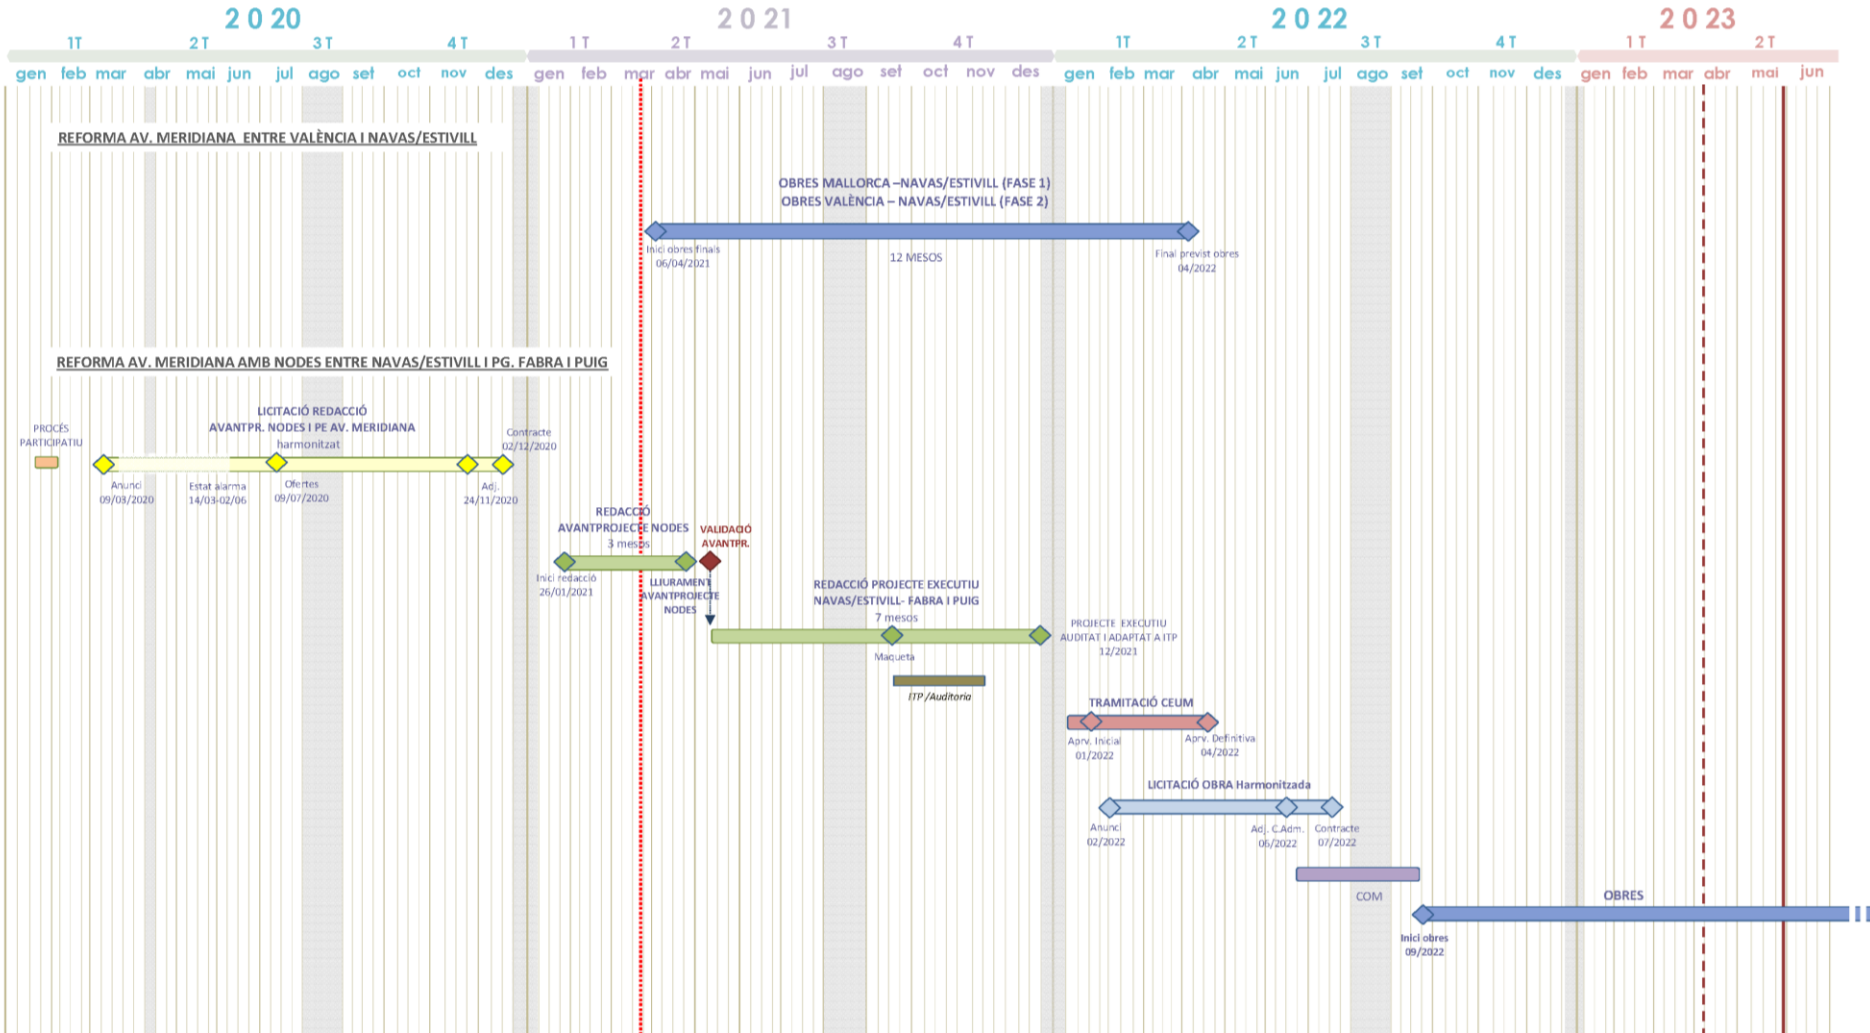 2020 2021 2022 2023
1T 2T 3T 4T 1T 2T 3T 4T 1T 2T 3T 4T 1T 2T
gen feb mar abr mai jun jul ago set oct nov des gen feb mar abr mai jun jul ago set oct nov des gen feb mar abr mai jun jul ago set oct nov des gen feb mar abr mai jun
REFORMA AV. MERIDIANA ENTRE VALÈNCIA I NAVAS/ESTIVILL
OBRES MALLORCA –NAVAS/ESTIVILL (FASE 1)
OBRES VALÈNCIA – NAVAS/ESTIVILL (FASE 2)
Inici obres finals
06/04/2021
12 MESOS
Final previst obres
04/2022
REFORMA AV. MERIDIANA AMB NODES ENTRE NAVAS/ESTIVILL I PG. FABRA I PUIG
PROCÉS
PARTICIPATIU
LICITACIÓ REDACCIÓ
AVANTPR. NODES I PE AV. MERIDIANA
harmonitzat
Contracte
02/12/2020
Anunci
09/03/2020
Estat alarma
14/03-02/06
Ofertes
09/07/2020
Adj.
24/11/2020
REDACCIÓ
AVANTPROJECTE NODES
3 mesos
VALIDACIÓ
AVANTPR.
Inici redacció
26/01/2021
LLIURAMENT
AVANTPROJECTE
NODES
REDACCIÓ PROJECTE EXECUTIU
NAVAS/ESTIVILL- FABRA I PUIG
7 mesos
Maqueta
PROJECTE EXECUTIU
AUDITAT I ADAPTAT A ITP
12/2021
ITP /Auditoria
TRAMITACIÓ CEUM
Aprv. Inicial
01/2022
Aprv. Definitiva
04/2022
LICITACIÓ OBRA Harmonitzada
Anunci
02/2022
Adj. C.Adm.
06/2022
Contracte
07/2022
COM
OBRES
Inici obres
09/2022